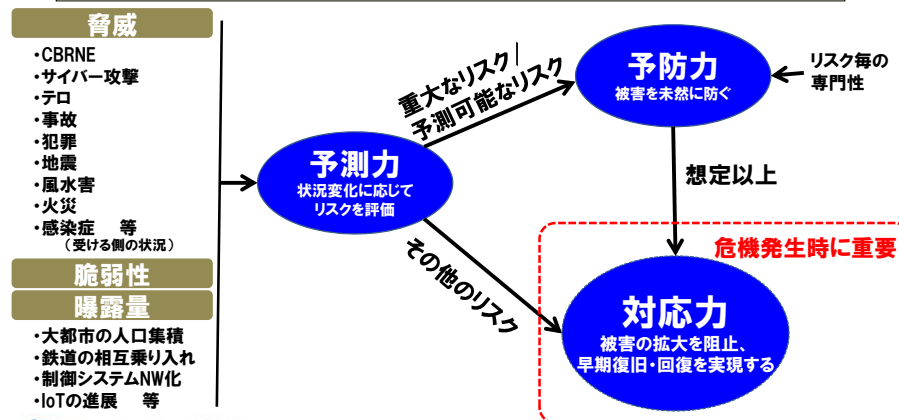 脅威
・CBRNE
・サイバー攻撃
・テロ
・事故
・犯罪
・地震
・風水害
・火災
・感染症　等
（受ける側の状況）
脆弱性
曝露量
・大都市の人口集積
・鉄道の相互乗り入れ
・制御システムNW化
・IoTの進展　等
予測力
状況変化に応じて
リスクを評価
重大なリスク/
予測可能なリスク
その他のリスク
予防力
被害を未然に防ぐ
リスク毎の
専門性
想定以上
危機発生時に重要
対応力
被害の拡大を阻止、
早期復旧・回復を実現する